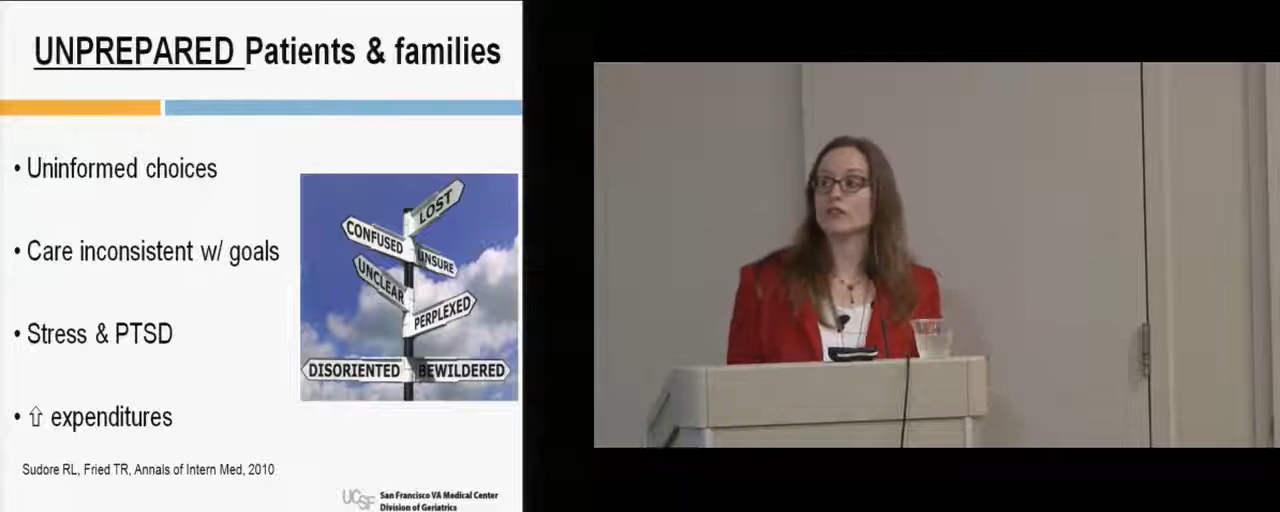 UNPREPARED Patients & families
• Uninformed choices
• Care inconsistent w/ goals
• Stress & PTSD
• ⇧ expenditures
LOST
CONFUSED
UNSURE
UNCLEAR
PERPLEXED
DISORIENTED
BEWILDERED
Sudore RL, Fried TR, Annals of Intern Med, 2010
UCSF
San Francisco VA Medical Center
Division of Geriatrics